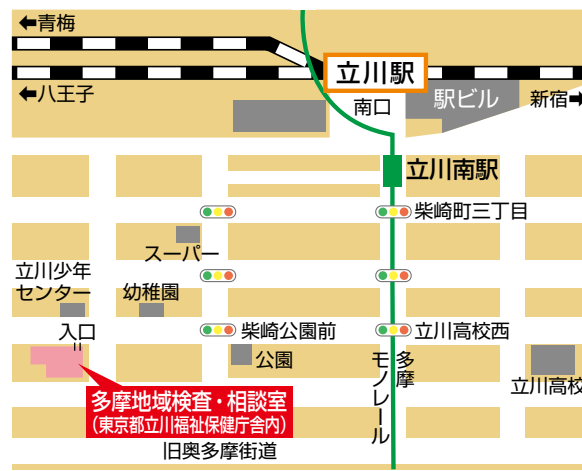 ←青梅
立川駅
←八王子
南口
駅ビル
新宿→
立川南駅
柴崎町三丁目
スーパー
立川少年
センター
幼稚園
入口
柴崎公園前
立川高校西
公園
多摩モノレール
立川高校
多摩地域検査・相談室
(東京都立川福祉保健庁舎内)
旧奥多摩街道